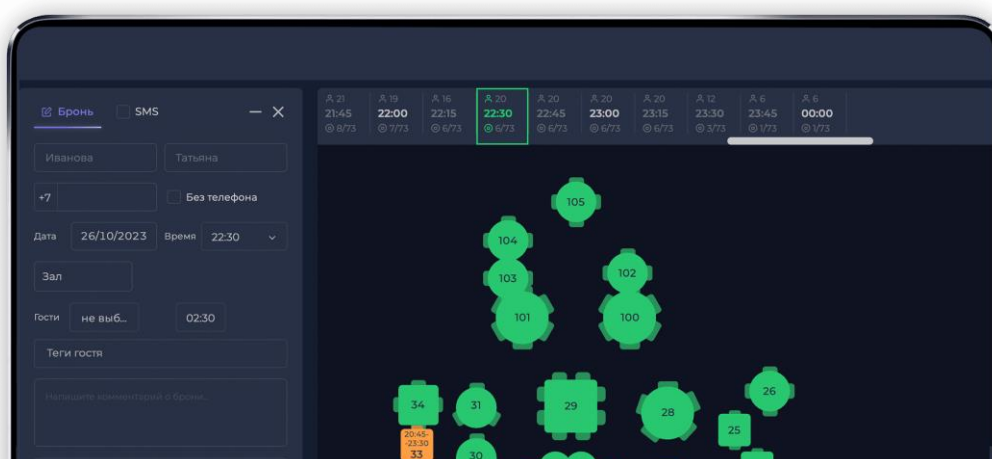 Бронь SMS
Иванова Татьяна
+7 Без телефона
Дата 26/10/2023 Время 22:30
Зал
Гости не выб... 02:30
Теги гостя
Напишите комментарий о брони...
21 19 16 20 20 20 20 12 6 6
21:45 22:00 22:15 22:30 22:45 23:00 23:15 23:30 23:45 00:00
8/73 7/73 6/73 6/73 6/73 6/73 6/73 3/73 1/73 1/73
105
104
103 102
101 100
34 31 29 28 26
25
20:45-
-23:30
33 30